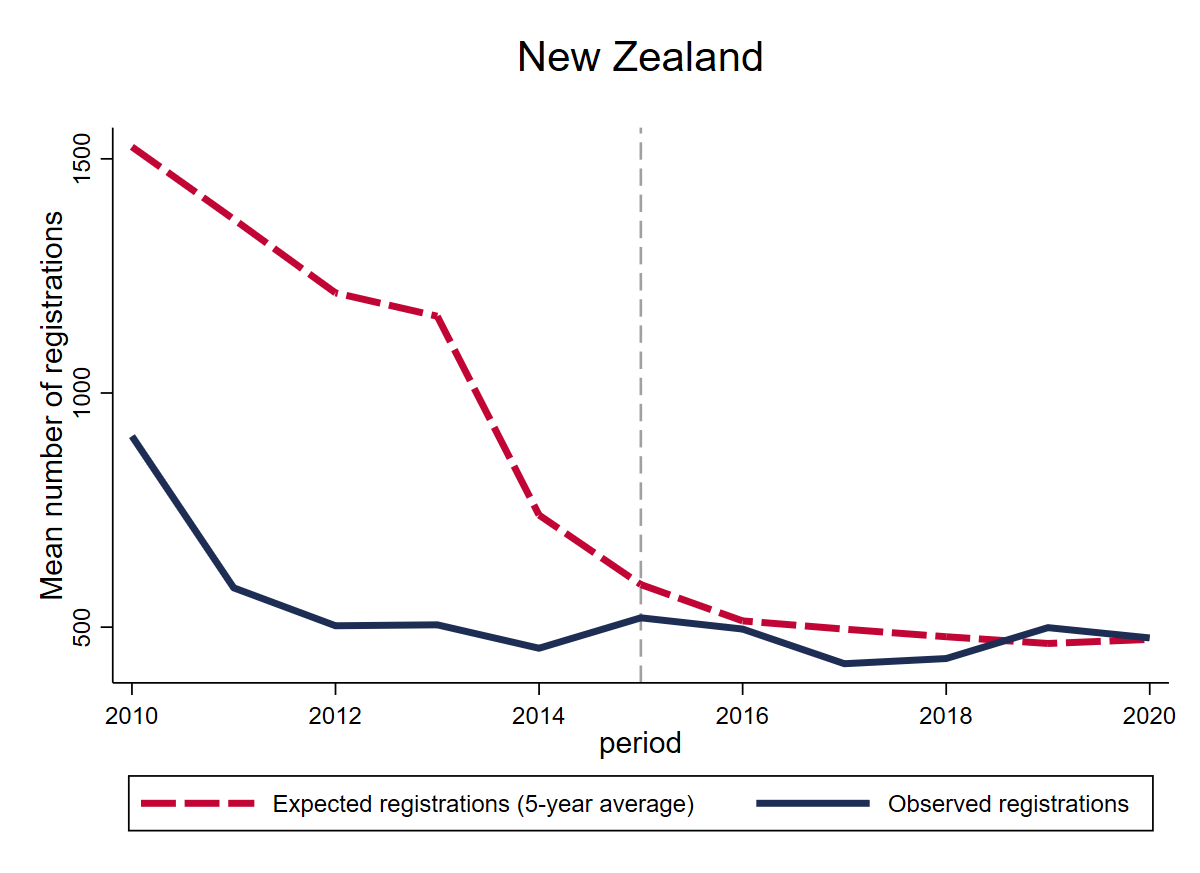 New Zealand
Mean number of registrations
1500
1000
500
2010 2012 2014 2016 2018 2020
period
Expected registrations (5-year average) Observed registrations